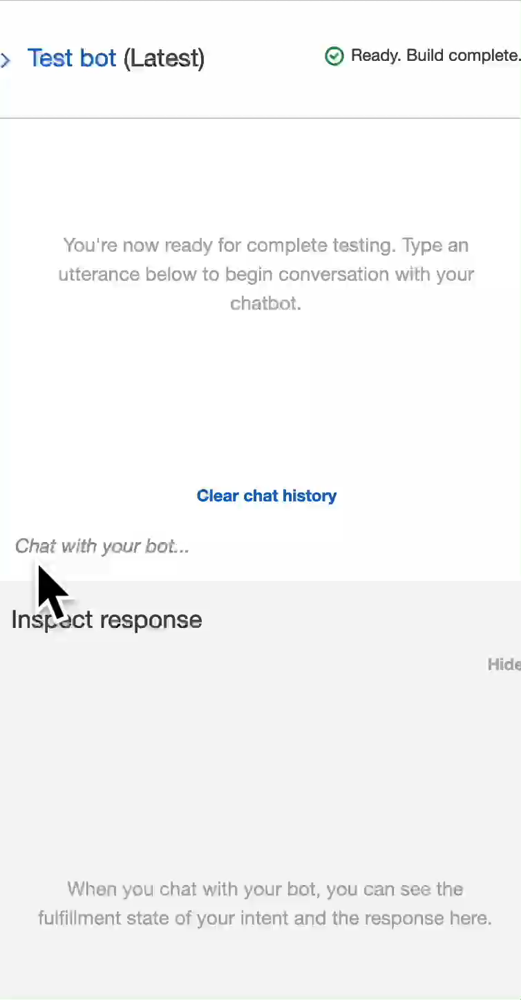 Test bot (Latest)
Ready. Build complete.
You're now ready for complete testing. Type an
utterance below to begin conversation with your
chatbot.
Clear chat history
Chat with your bot...
Inspect response
Hide
When you chat with your bot, you can see the
fulfillment state of your intent and the response here.